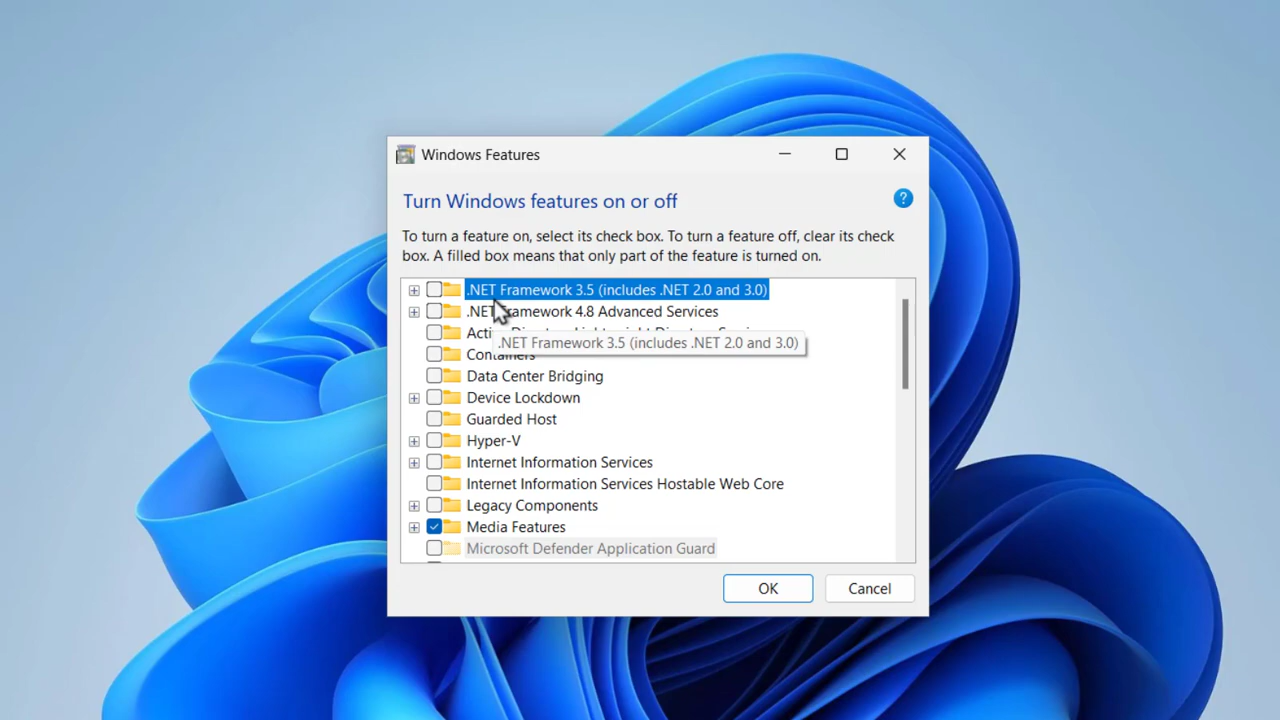 Windows Features
Turn Windows features on or off
?
To turn a feature on, select its check box. To turn a feature off, clear its check
box. A filled box means that only part of the feature is turned on.
.NET Framework 3.5 (includes .NET 2.0 and 3.0)
.NET Framework 4.8 Advanced Services
.NET Framework 3.5 (includes .NET 2.0 and 3.0)
Containers
Data Center Bridging
Device Lockdown
Guarded Host
Hyper-V
Internet Information Services
Internet Information Services Hostable Web Core
Legacy Components
Media Features
Microsoft Defender Application Guard
OK
Cancel